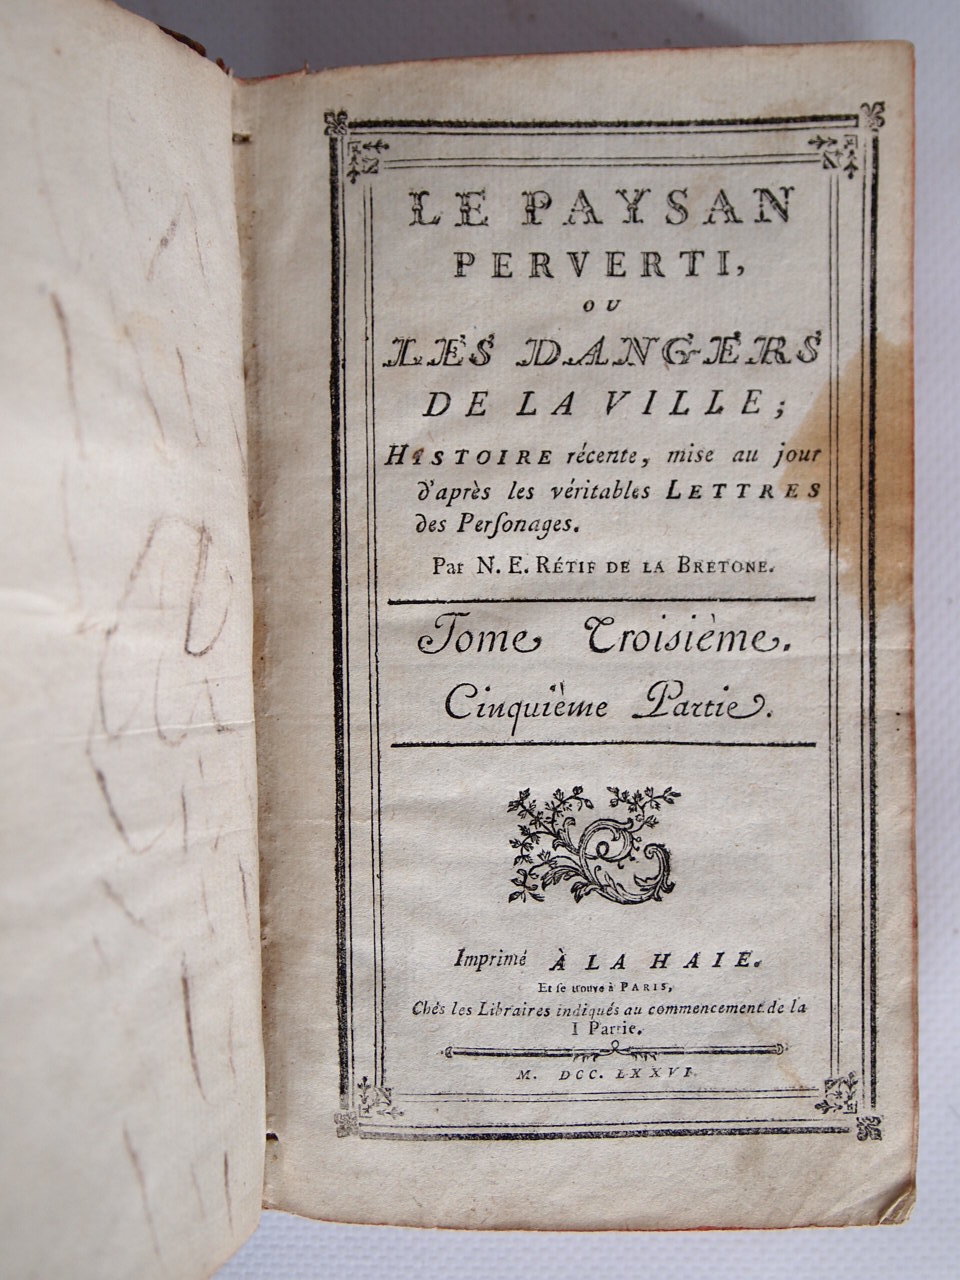 LE PAYSAN
PERVERTI,
OU
LES DANGERS
DE LA VILLE;
HISTOIRE récente, mise au jour
d'après les véritables LETTRES
des Perſonages.
Par N. E. RÉTIF DE LA BRETONE.
Tome Troisième.
Cinquième Partie.
Imprimé À LA HAIE.
Et ſe trouve à PARIS,
Chés les Libraires indiqués au commencement de la
I Partie.
M. DCC. LXXVI.